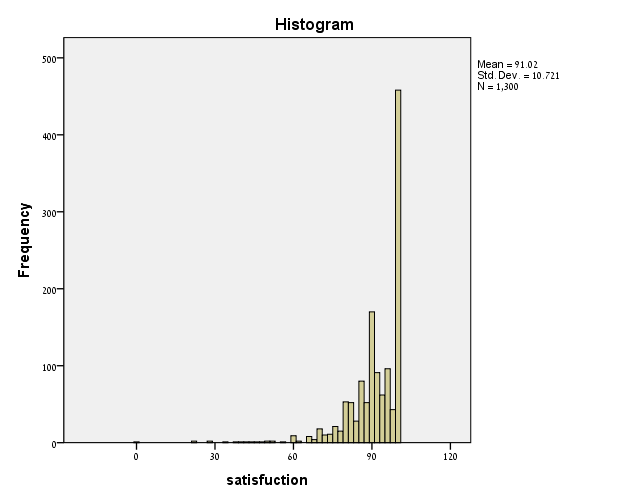 Histogram
500
400
300
200
100
0
Frequency
0 30 60 90 120
satisfuction
Mean = 91.02
Std. Dev. = 10.721
N = 1,300